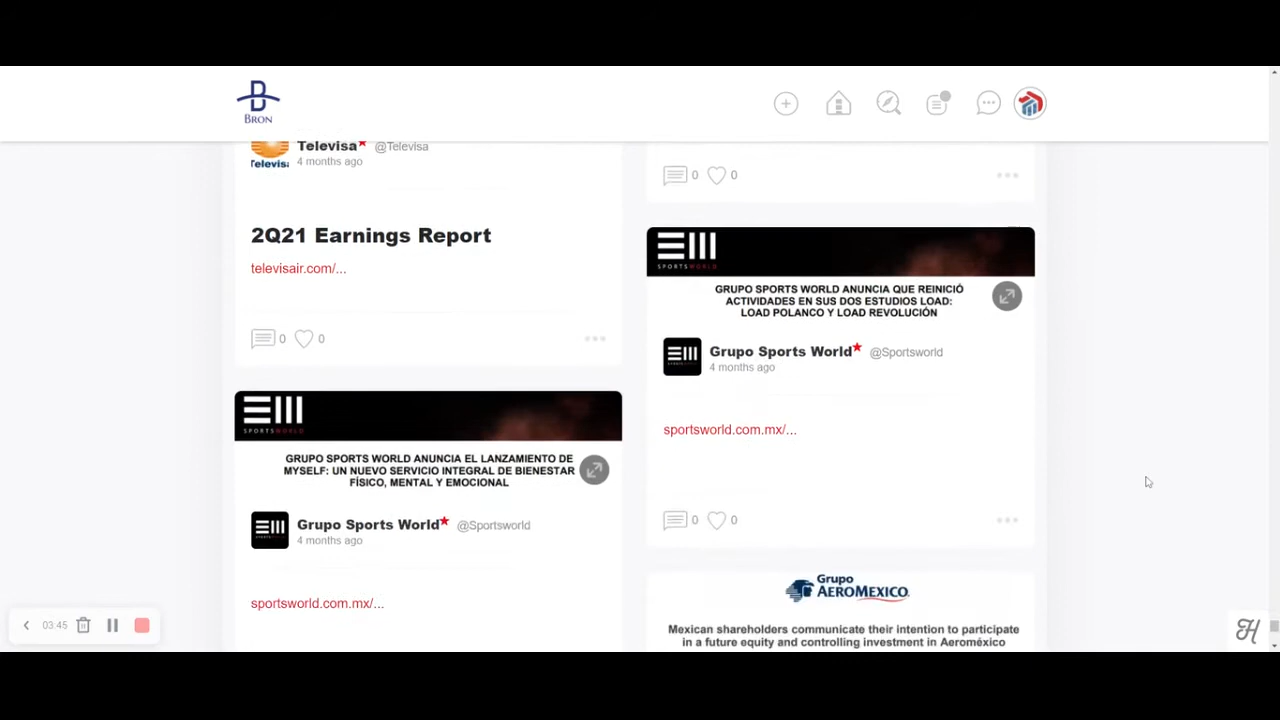 BRON
Televisa @Televisa
4 months ago
Televisa
2Q21 Earnings Report
televisair.com/...
0 0
SPORTSWORLD
GRUPO SPORTS WORLD ANUNCIA EL LANZAMIENTO DE
MYSELF: UN NUEVO SERVICIO INTEGRAL DE BIENESTAR
FÍSICO, MENTAL Y EMOCIONAL
Grupo Sports World @Sportsworld
4 months ago
sportsworld.com.mx/...
0 0
SPORTSWORLD
GRUPO SPORTS WORLD ANUNCIA QUE REINICIÓ
ACTIVIDADES EN SUS DOS ESTUDIOS LOAD:
LOAD POLANCO Y LOAD REVOLUCIÓN
Grupo Sports World @Sportsworld
4 months ago
sportsworld.com.mx/...
0 0
Grupo
AEROMEXICO.
Mexican shareholders communicate their intention to participate
in a future equity and controlling investment in Aeroméxico
03:45